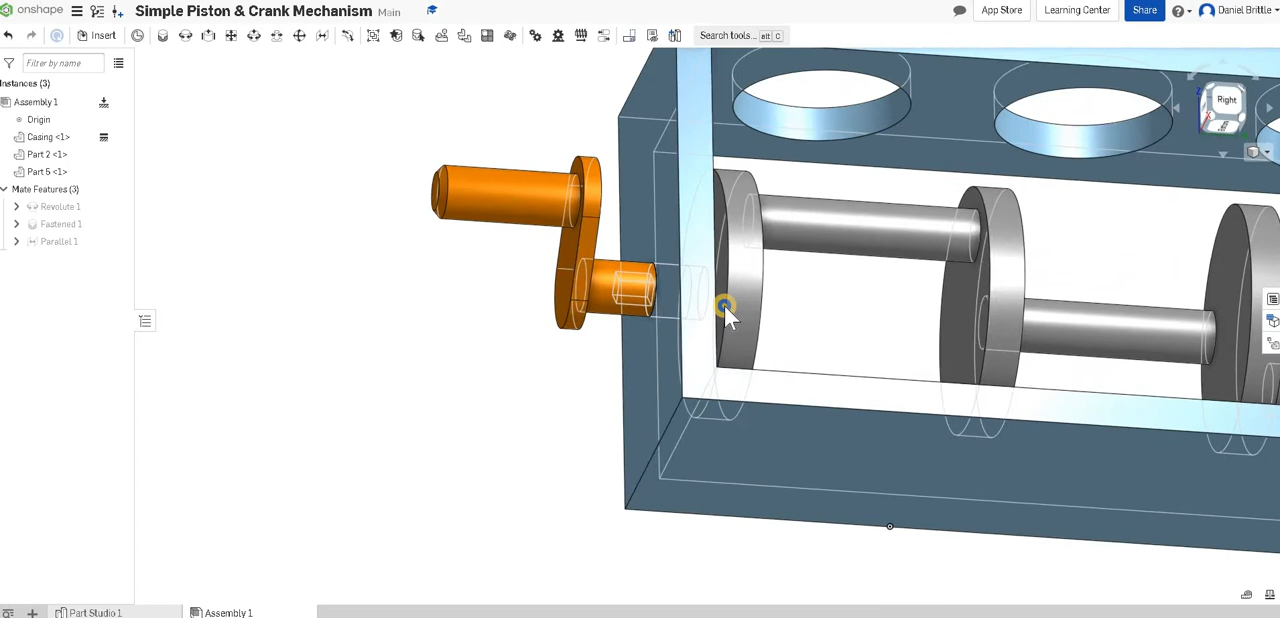 onshape Simple Piston & Crank Mechanism Main App Store Learning Center Share Daniel Brittle
Insert Search tools... alt C
Filter by name
Instances (3)
Assembly 1
Origin
Casing <1>
Part 2 <1>
Part 5 <1>
Mate Features (3)
Revolute 1
Fastened 1
Parallel 1
Z
Right
X
Part Studio 1 Assembly 1